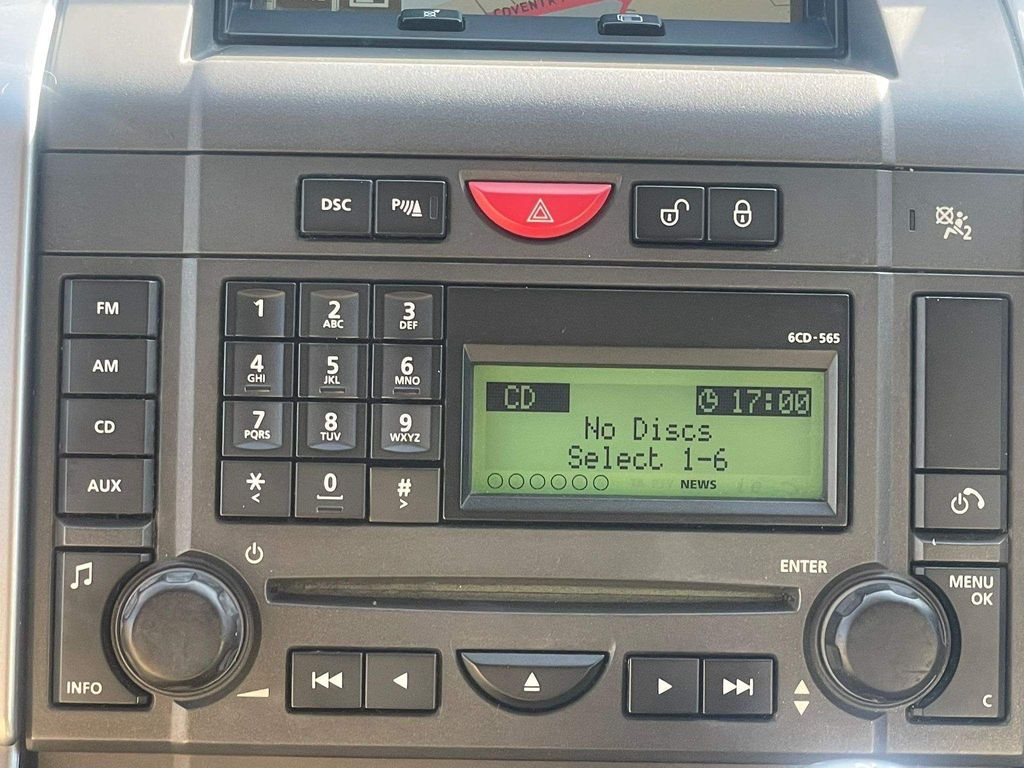 COVENTR
DSC
P
2
FM
AM
CD
AUX
1
2
ABC
3
DEF
4
GHI
5
JKL
6
MNO
7
PQRS
8
TUV
9
WXYZ
*
<
0
#
>
6CD-565
CD 17:00
No Discs
Select 1-6
NEWS
INFO
ENTER
MENU
OK
C